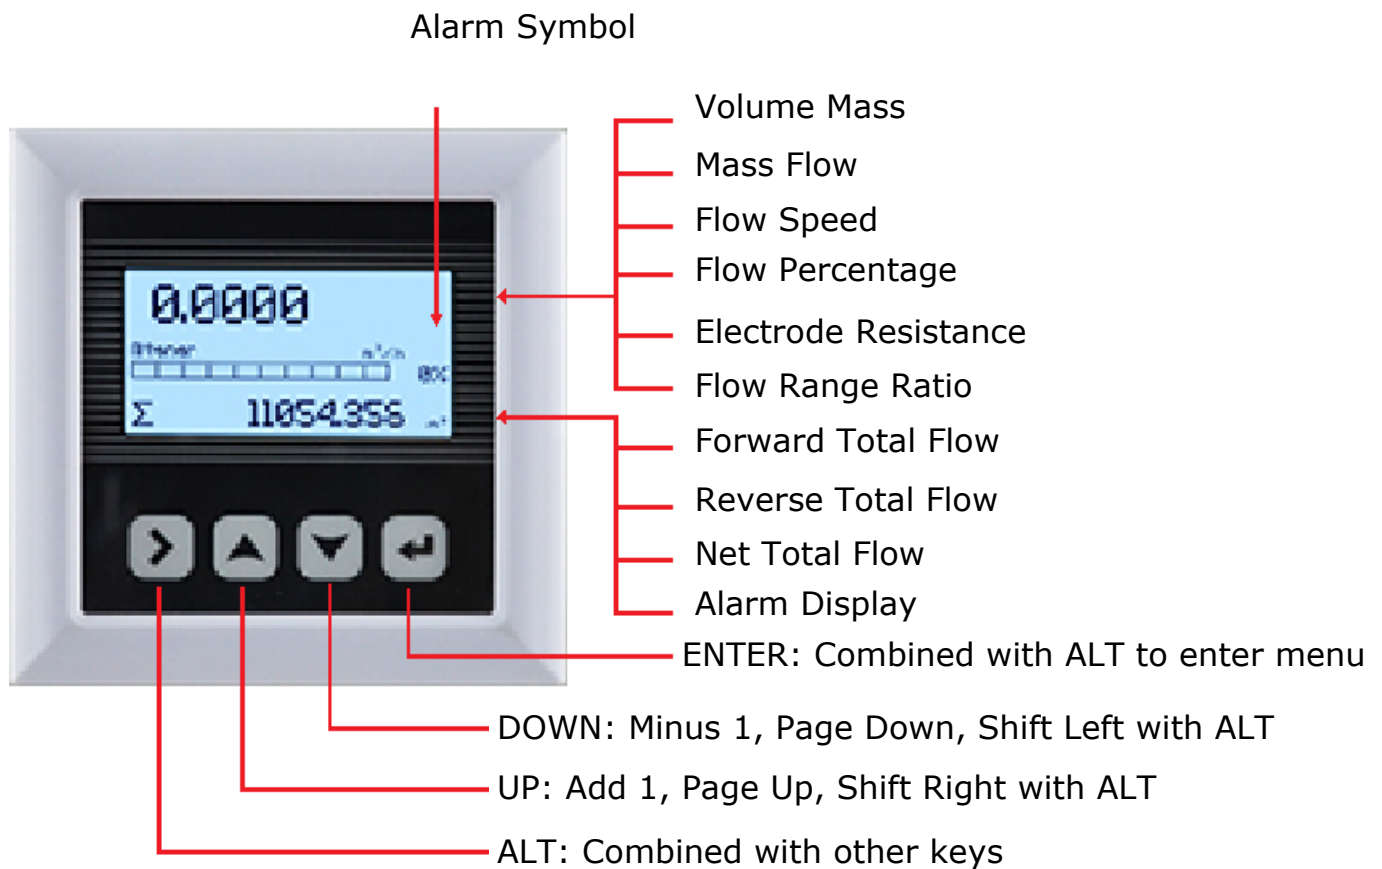 Alarm Symbol
Volume Mass
Mass Flow
Flow Speed
Flow Percentage
Electrode Resistance
Flow Range Ratio
Forward Total Flow
Reverse Total Flow
Net Total Flow
Alarm Display
ENTER: Combined with ALT to enter menu
DOWN: Minus 1, Page Down, Shift Left with ALT
UP: Add 1, Page Up, Shift Right with ALT
ALT: Combined with other keys
0.0000
m³/h
0%
Σ 11054.356 m³